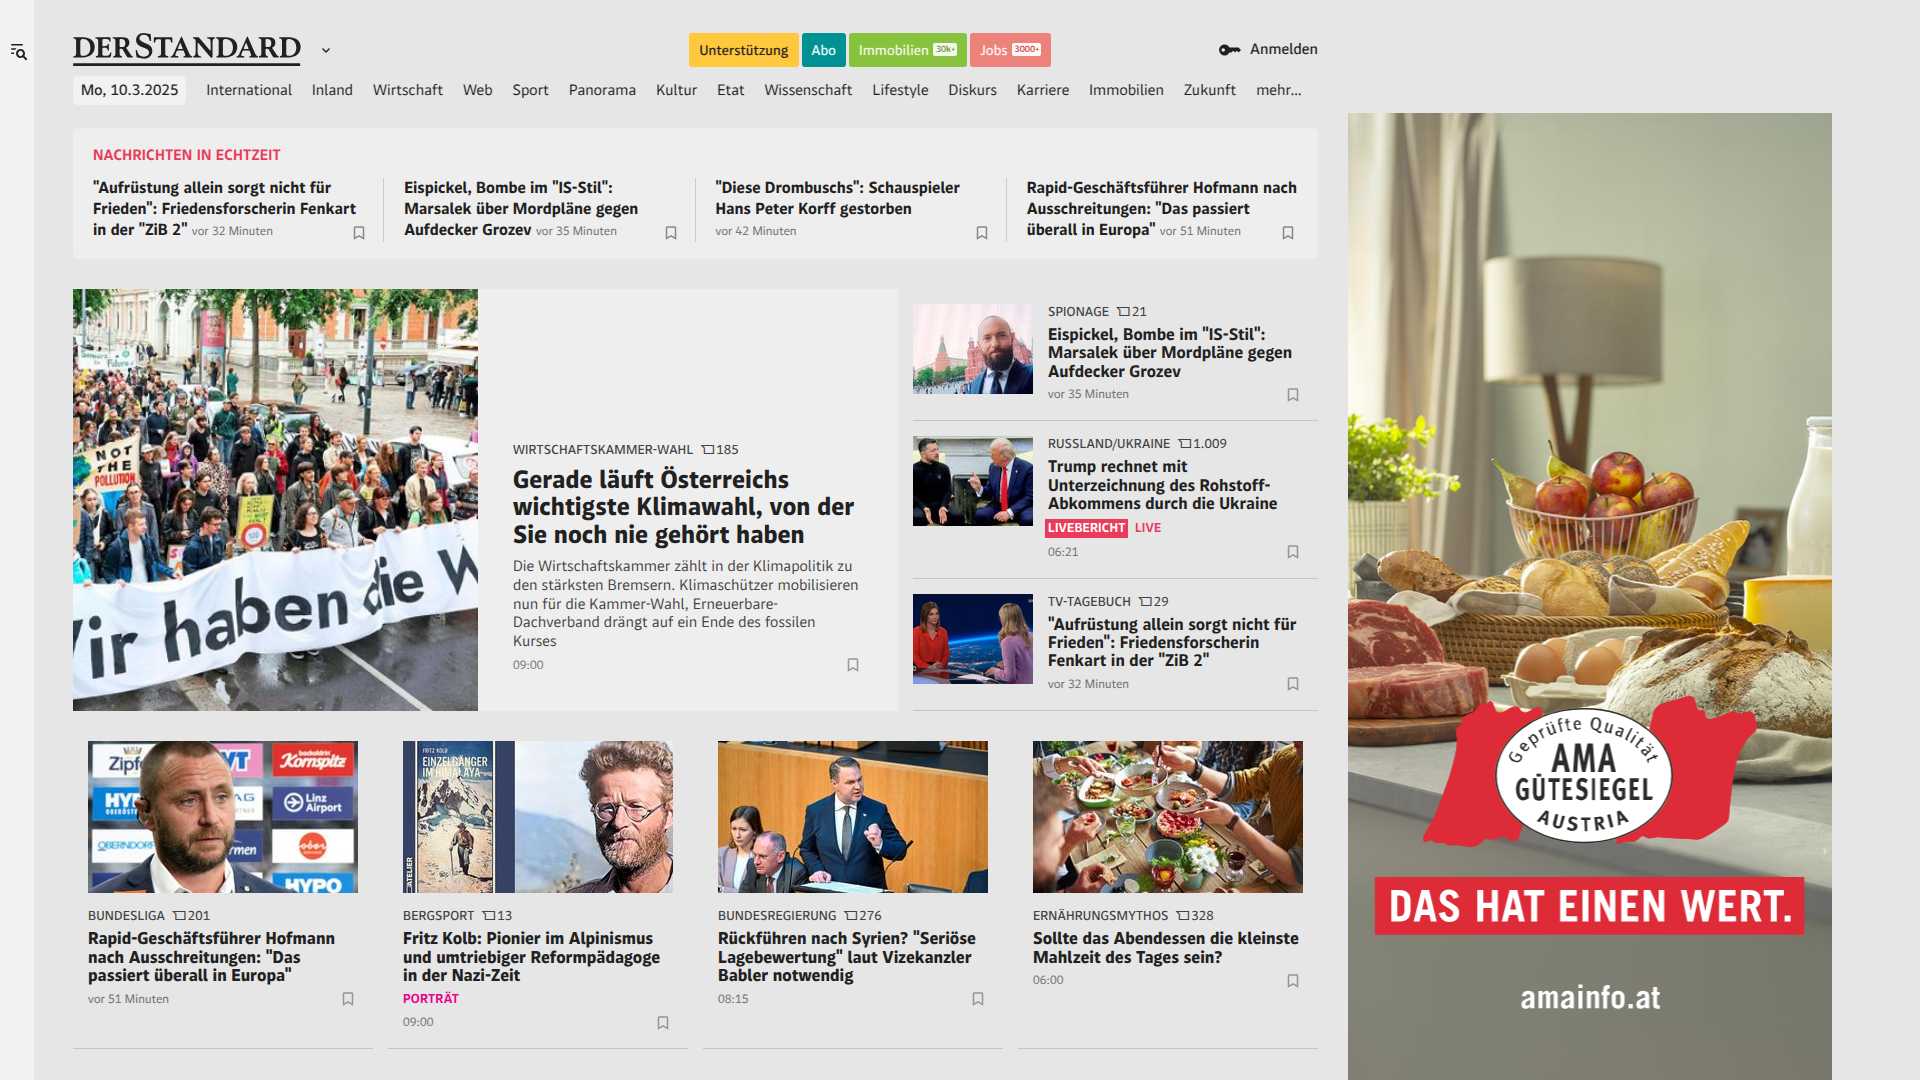 DERSTANDARD
Unterstützung
Abo
Immobilien 30k+
Jobs 3000+
Anmelden
Mo, 10.3.2025
International
Inland
Wirtschaft
Web
Sport
Panorama
Kultur
Etat
Wissenschaft
Lifestyle
Diskurs
Karriere
Immobilien
Zukunft
mehr...
NACHRICHTEN IN ECHTZEIT
"Aufrüstung allein sorgt nicht für
Frieden": Friedensforscherin Fenkart
in der "ZiB 2" vor 32 Minuten
Eispickel, Bombe im "IS-Stil":
Marsalek über Mordpläne gegen
Aufdecker Grozev vor 35 Minuten
"Diese Drombuschs": Schauspieler
Hans Peter Korff gestorben
vor 42 Minuten
Rapid-Geschäftsführer Hofmann nach
Ausschreitungen: "Das passiert
überall in Europa" vor 51 Minuten
NOT
THE
POLLUTION
ir haben die W
WIRTSCHAFTSKAMMER-WAHL 185
Gerade läuft Österreichs
wichtigste Klimawahl, von der
Sie noch nie gehört haben
Die Wirtschaftskammer zählt in der Klimapolitik zu
den stärksten Bremsern. Klimaschützer mobilisieren
nun für die Kammer-Wahl, Erneuerbare-
Dachverband drängt auf ein Ende des fossilen
Kurses
09:00
SPIONAGE 21
Eispickel, Bombe im "IS-Stil":
Marsalek über Mordpläne gegen
Aufdecker Grozev
vor 35 Minuten
RUSSLAND/UKRAINE 1.009
Trump rechnet mit
Unterzeichnung des Rohstoff-
Abkommens durch die Ukraine
LIVEBERICHT LIVE
06:21
TV-TAGEBUCH 29
"Aufrüstung allein sorgt nicht für
Frieden": Friedensforscherin
Fenkart in der "ZiB 2"
vor 32 Minuten
Zipf
VT
Kornspitz
HY
AG
Linz
Airport
OBERNDORF
rmen
HYPO
BUNDESLIGA 201
Rapid-Geschäftsführer Hofmann
nach Ausschreitungen: "Das
passiert überall in Europa"
vor 51 Minuten
FRITZ KOLB
EINZELGÄNGER
IM HIMALAYA
ATELIER
BERGSPORT 13
Fritz Kolb: Pionier im Alpinismus
und umtriebiger Reformpädagoge
in der Nazi-Zeit
PORTRÄT
09:00
BUNDESREGIERUNG 276
Rückführen nach Syrien? "Seriöse
Lagebewertung" laut Vizekanzler
Babler notwendig
08:15
ERNÄHRUNGSMYTHOS 328
Sollte das Abendessen die kleinste
Mahlzeit des Tages sein?
06:00
Geprüfte Qualität
AMA
GÜTESIEGEL
AUSTRIA
DAS HAT EINEN WERT.
amainfo.at